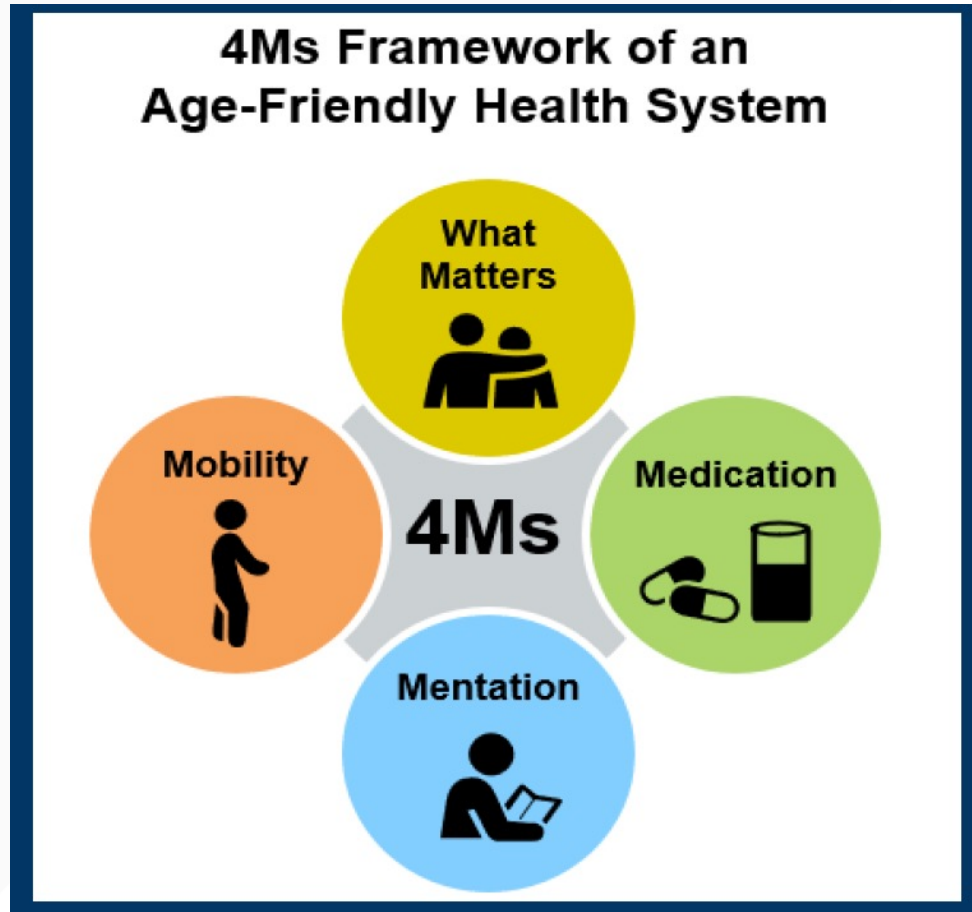 4Ms Framework of an
Age-Friendly Health System
What
Matters
Mobility
4Ms
Medication
Mentation